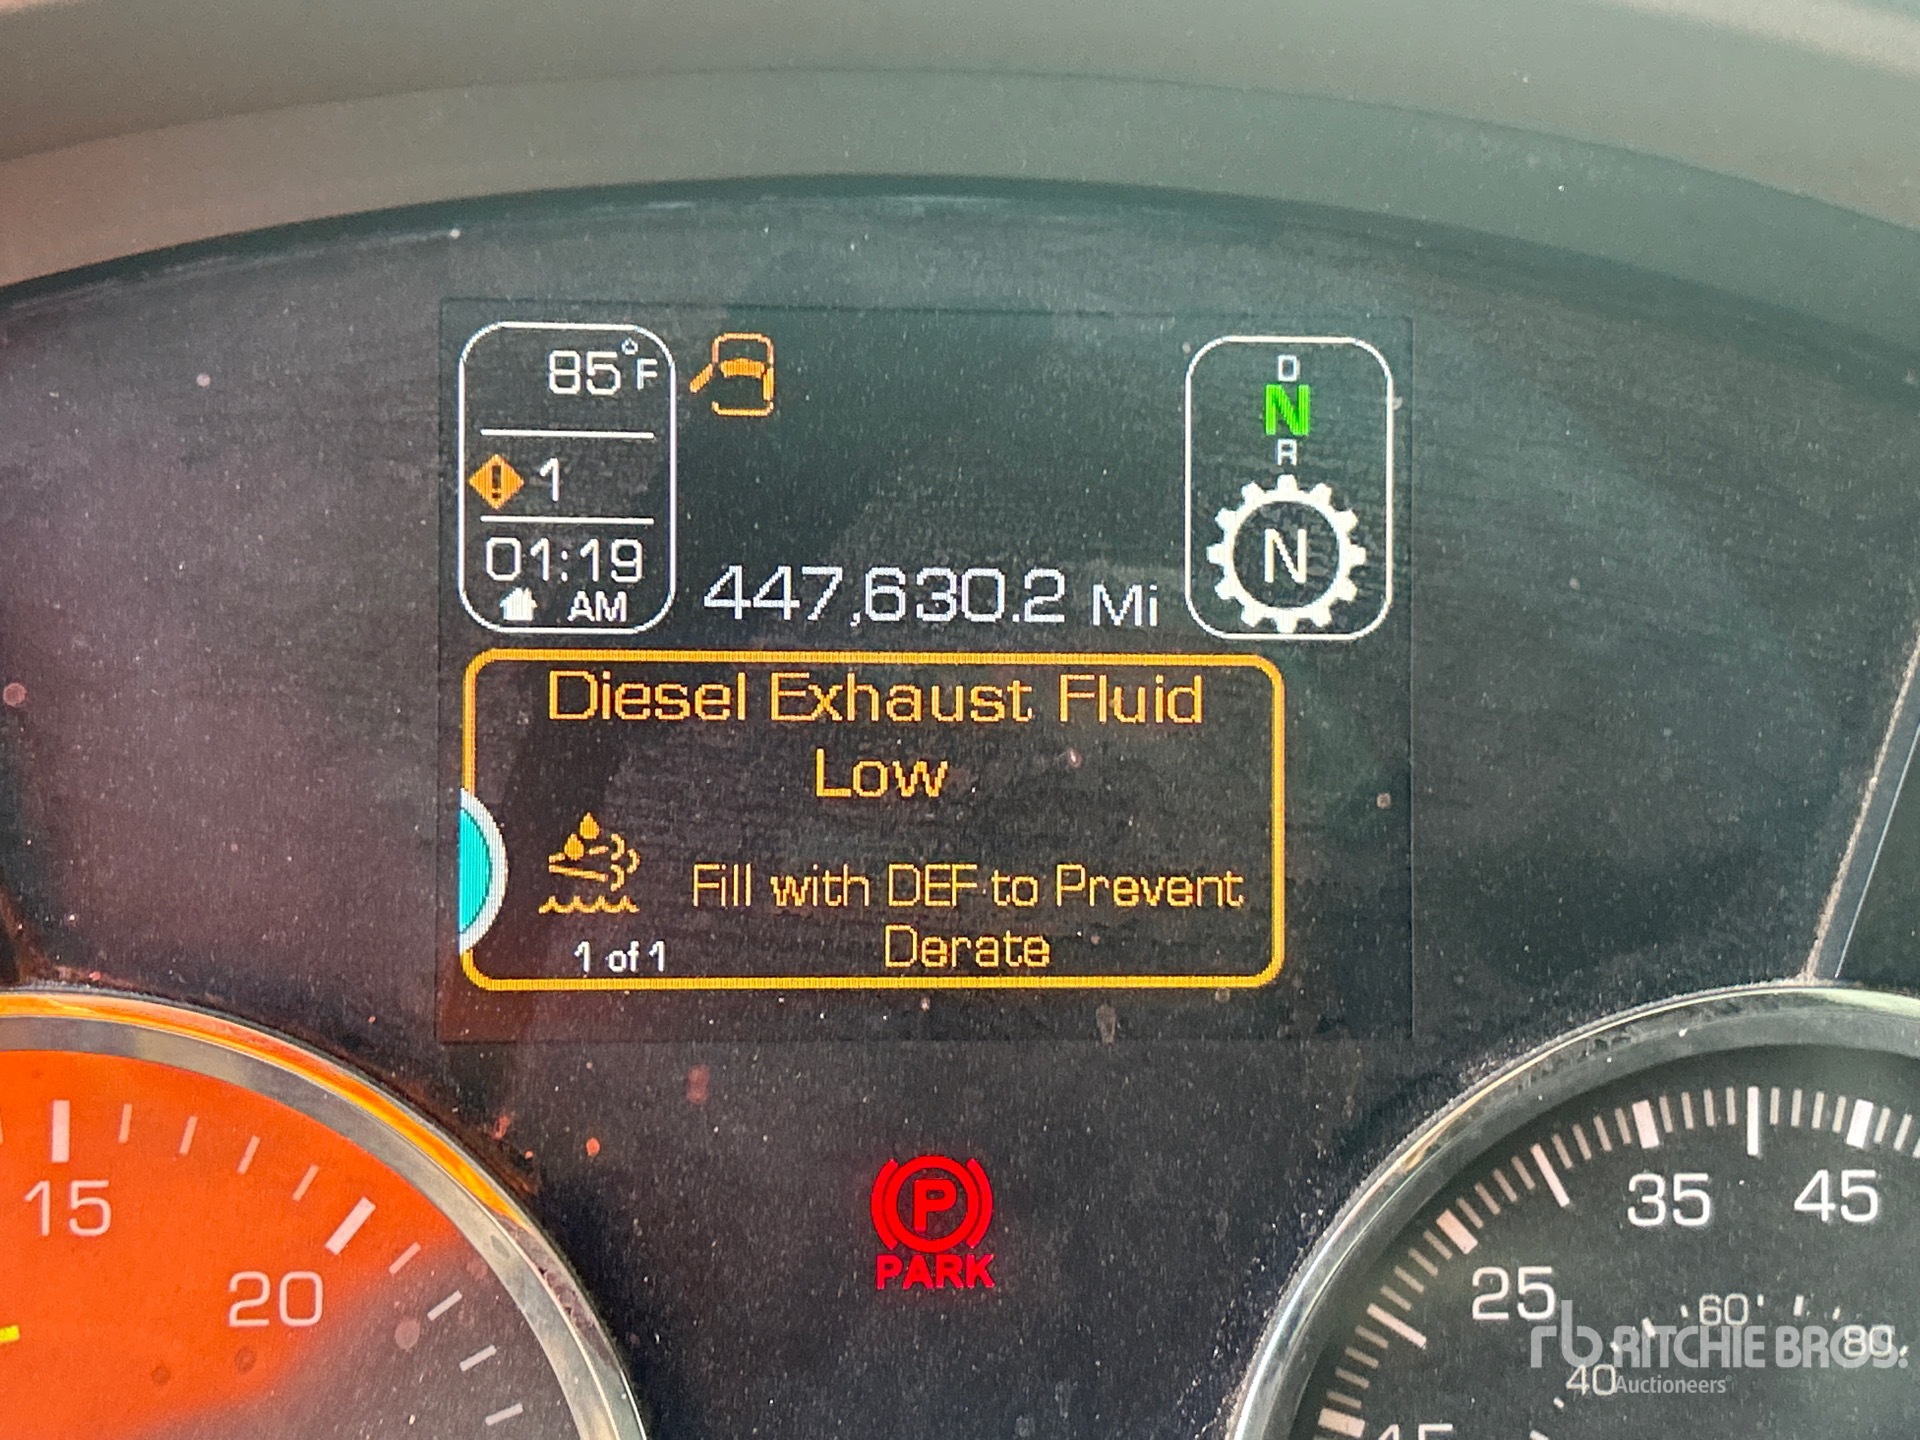 85°F
1
01:19
AM
447,630.2 Mi
D
N
R
N
Diesel Exhaust Fluid
Low
Fill with DEF to Prevent
Derate
1 of 1
P
PARK
15
20
25
35
45
40
60
80
rb RITCHIE BROS.
Auctioneers